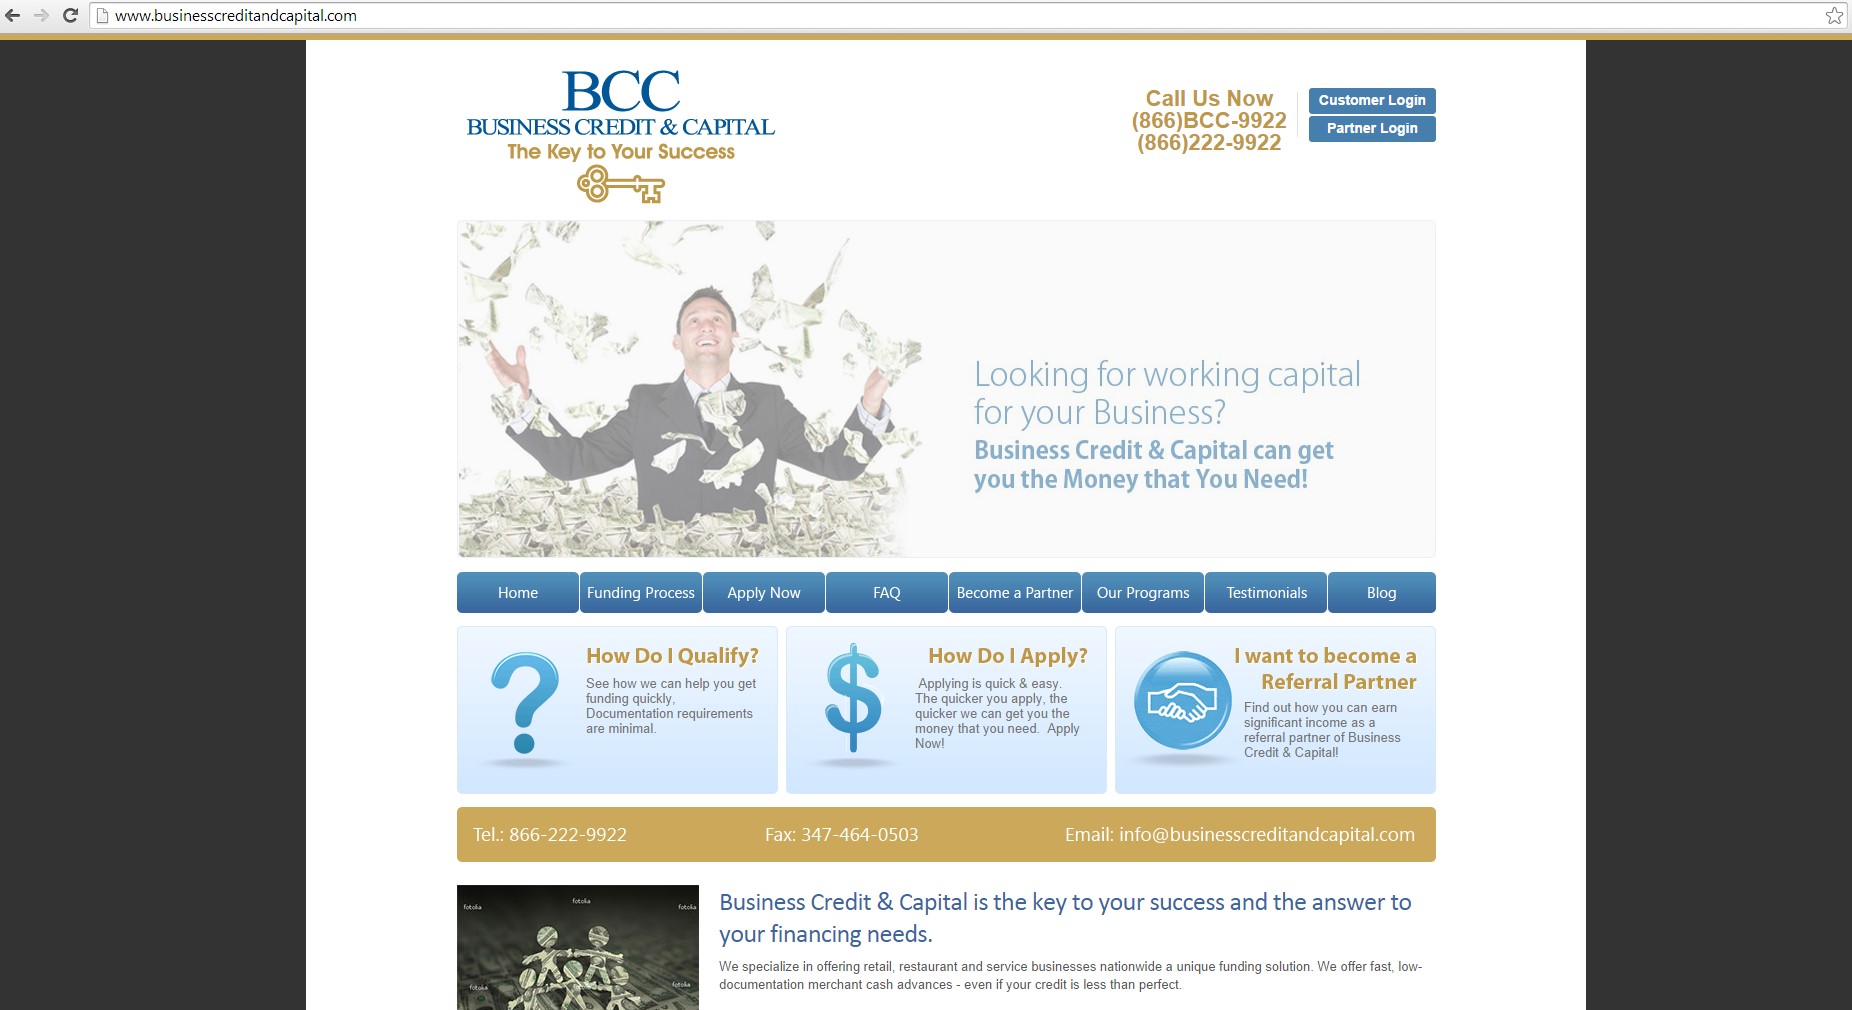 www.businesscreditandcapital.com
BCC
BUSINESS CREDIT & CAPITAL
The Key to Your Success
Call Us Now
(866)BCC-9922
(866)222-9922
Customer Login
Partner Login
Looking for working capital
for your Business?
Business Credit & Capital can get
you the Money that You Need!
Home
Funding Process
Apply Now
FAQ
Become a Partner
Our Programs
Testimonials
Blog
How Do I Qualify?
See how we can help you get
funding quickly,
Documentation requirements
are minimal.
How Do I Apply?
Applying is quick & easy.
The quicker you apply, the
quicker we can get you the
money that you need. Apply
Now!
I want to become a
Referral Partner
Find out how you can earn
significant income as a
referral partner of Business
Credit & Capital!
Tel.: 866-222-9922
Fax: 347-464-0503
Email: info@businesscreditandcapital.com
fotolia
fotolia
fotolia
fotolia
fotolia
Business Credit & Capital is the key to your success and the answer to
your financing needs.
We specialize in offering retail, restaurant and service businesses nationwide a unique funding solution. We offer fast, low-
documentation merchant cash advances - even if your credit is less than perfect.